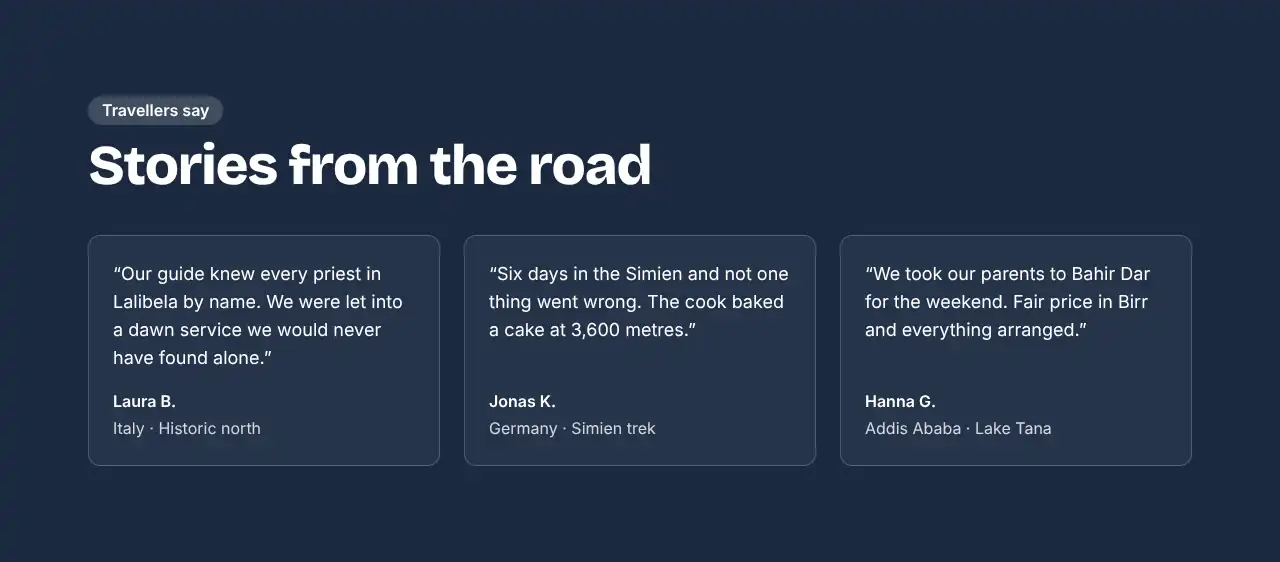 Travellers say
Stories from the road
“Our guide knew every priest in
Lalibela by name. We were let into
a dawn service we would never
have found alone.”
Laura B.
Italy · Historic north
“Six days in the Simien and not one
thing went wrong. The cook baked
a cake at 3,600 metres.”
Jonas K.
Germany · Simien trek
“We took our parents to Bahir Dar
for the weekend. Fair price in Birr
and everything arranged.”
Hanna G.
Addis Ababa · Lake Tana